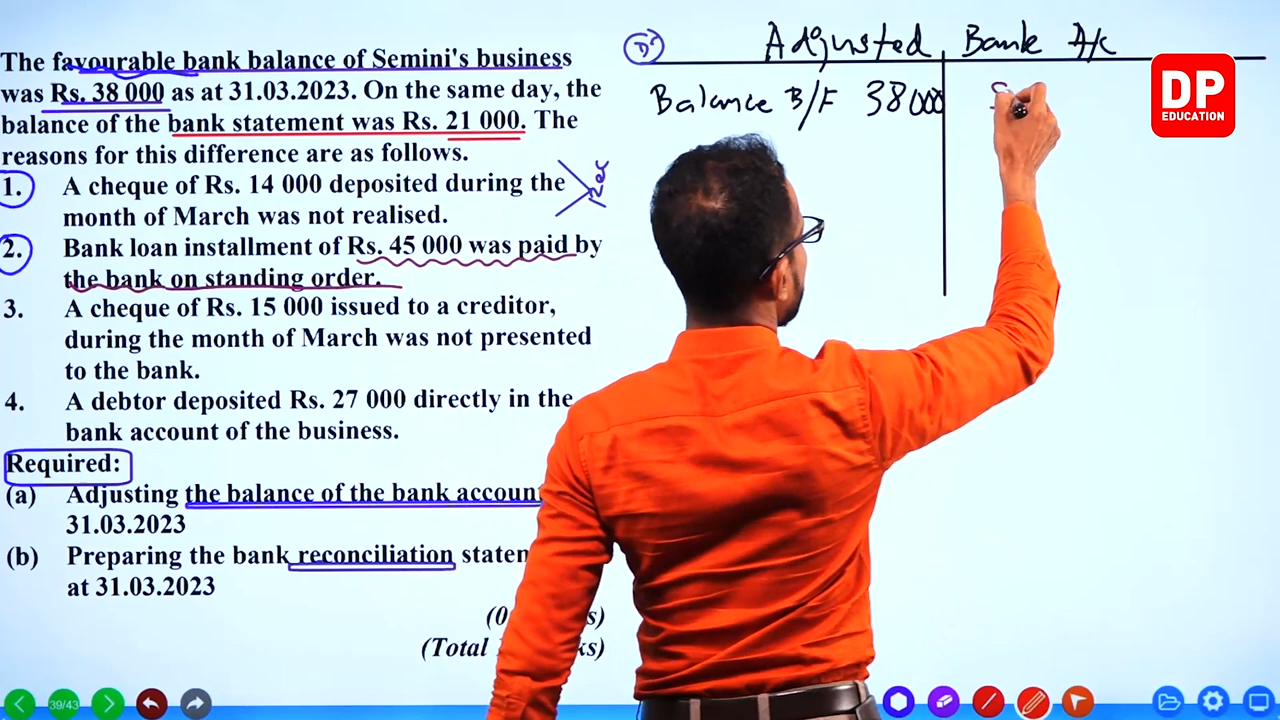 The favourable bank balance of Semini's business
was Rs. 38 000 as at 31.03.2023. On the same day, the
balance of the bank statement was Rs. 21 000. The
reasons for this difference are as follows.
1. A cheque of Rs. 14 000 deposited during the
month of March was not realised.
2. Bank loan installment of Rs. 45 000 was paid by
the bank on standing order.
3. A cheque of Rs. 15 000 issued to a creditor,
during the month of March was not presented
to the bank.
4. A debtor deposited Rs. 27 000 directly in the
bank account of the business.
Required:
(a) Adjusting the balance of the bank account
31.03.2023
(b) Preparing the bank reconciliation
at 31.03.2023
(Total
39/43
Dr Adjusted Bank A/c
Balance B/F 38 000
DP
EDUCATION